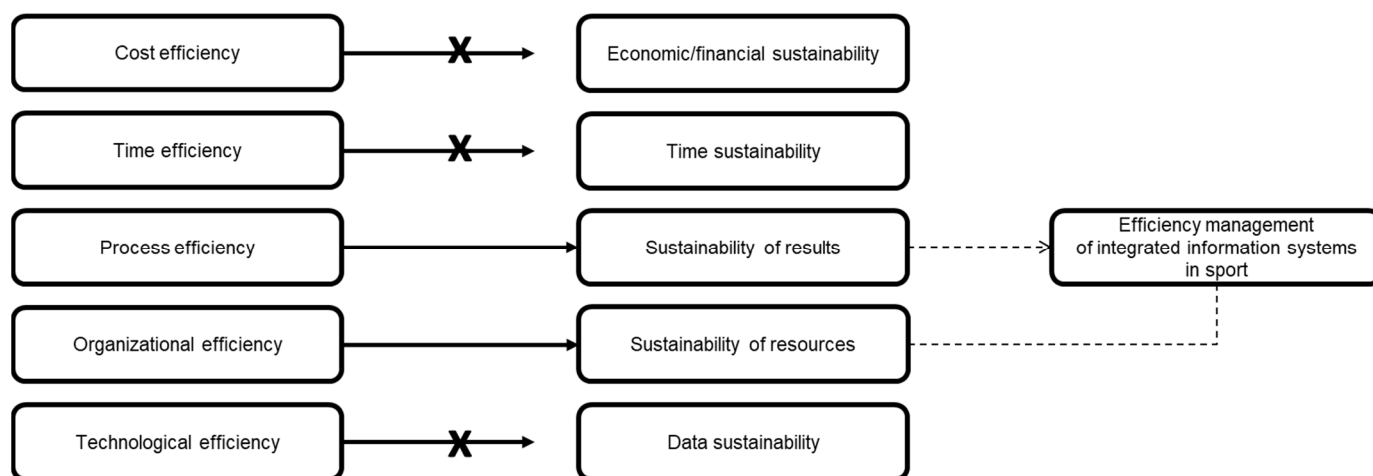 Cost efficiency
X
Economic/financial sustainability
Time efficiency
X
Time sustainability
Process efficiency
Sustainability of results
Efficiency management
of integrated information systems
in sport
Organizational efficiency
Sustainability of resources
Technological efficiency
X
Data sustainability